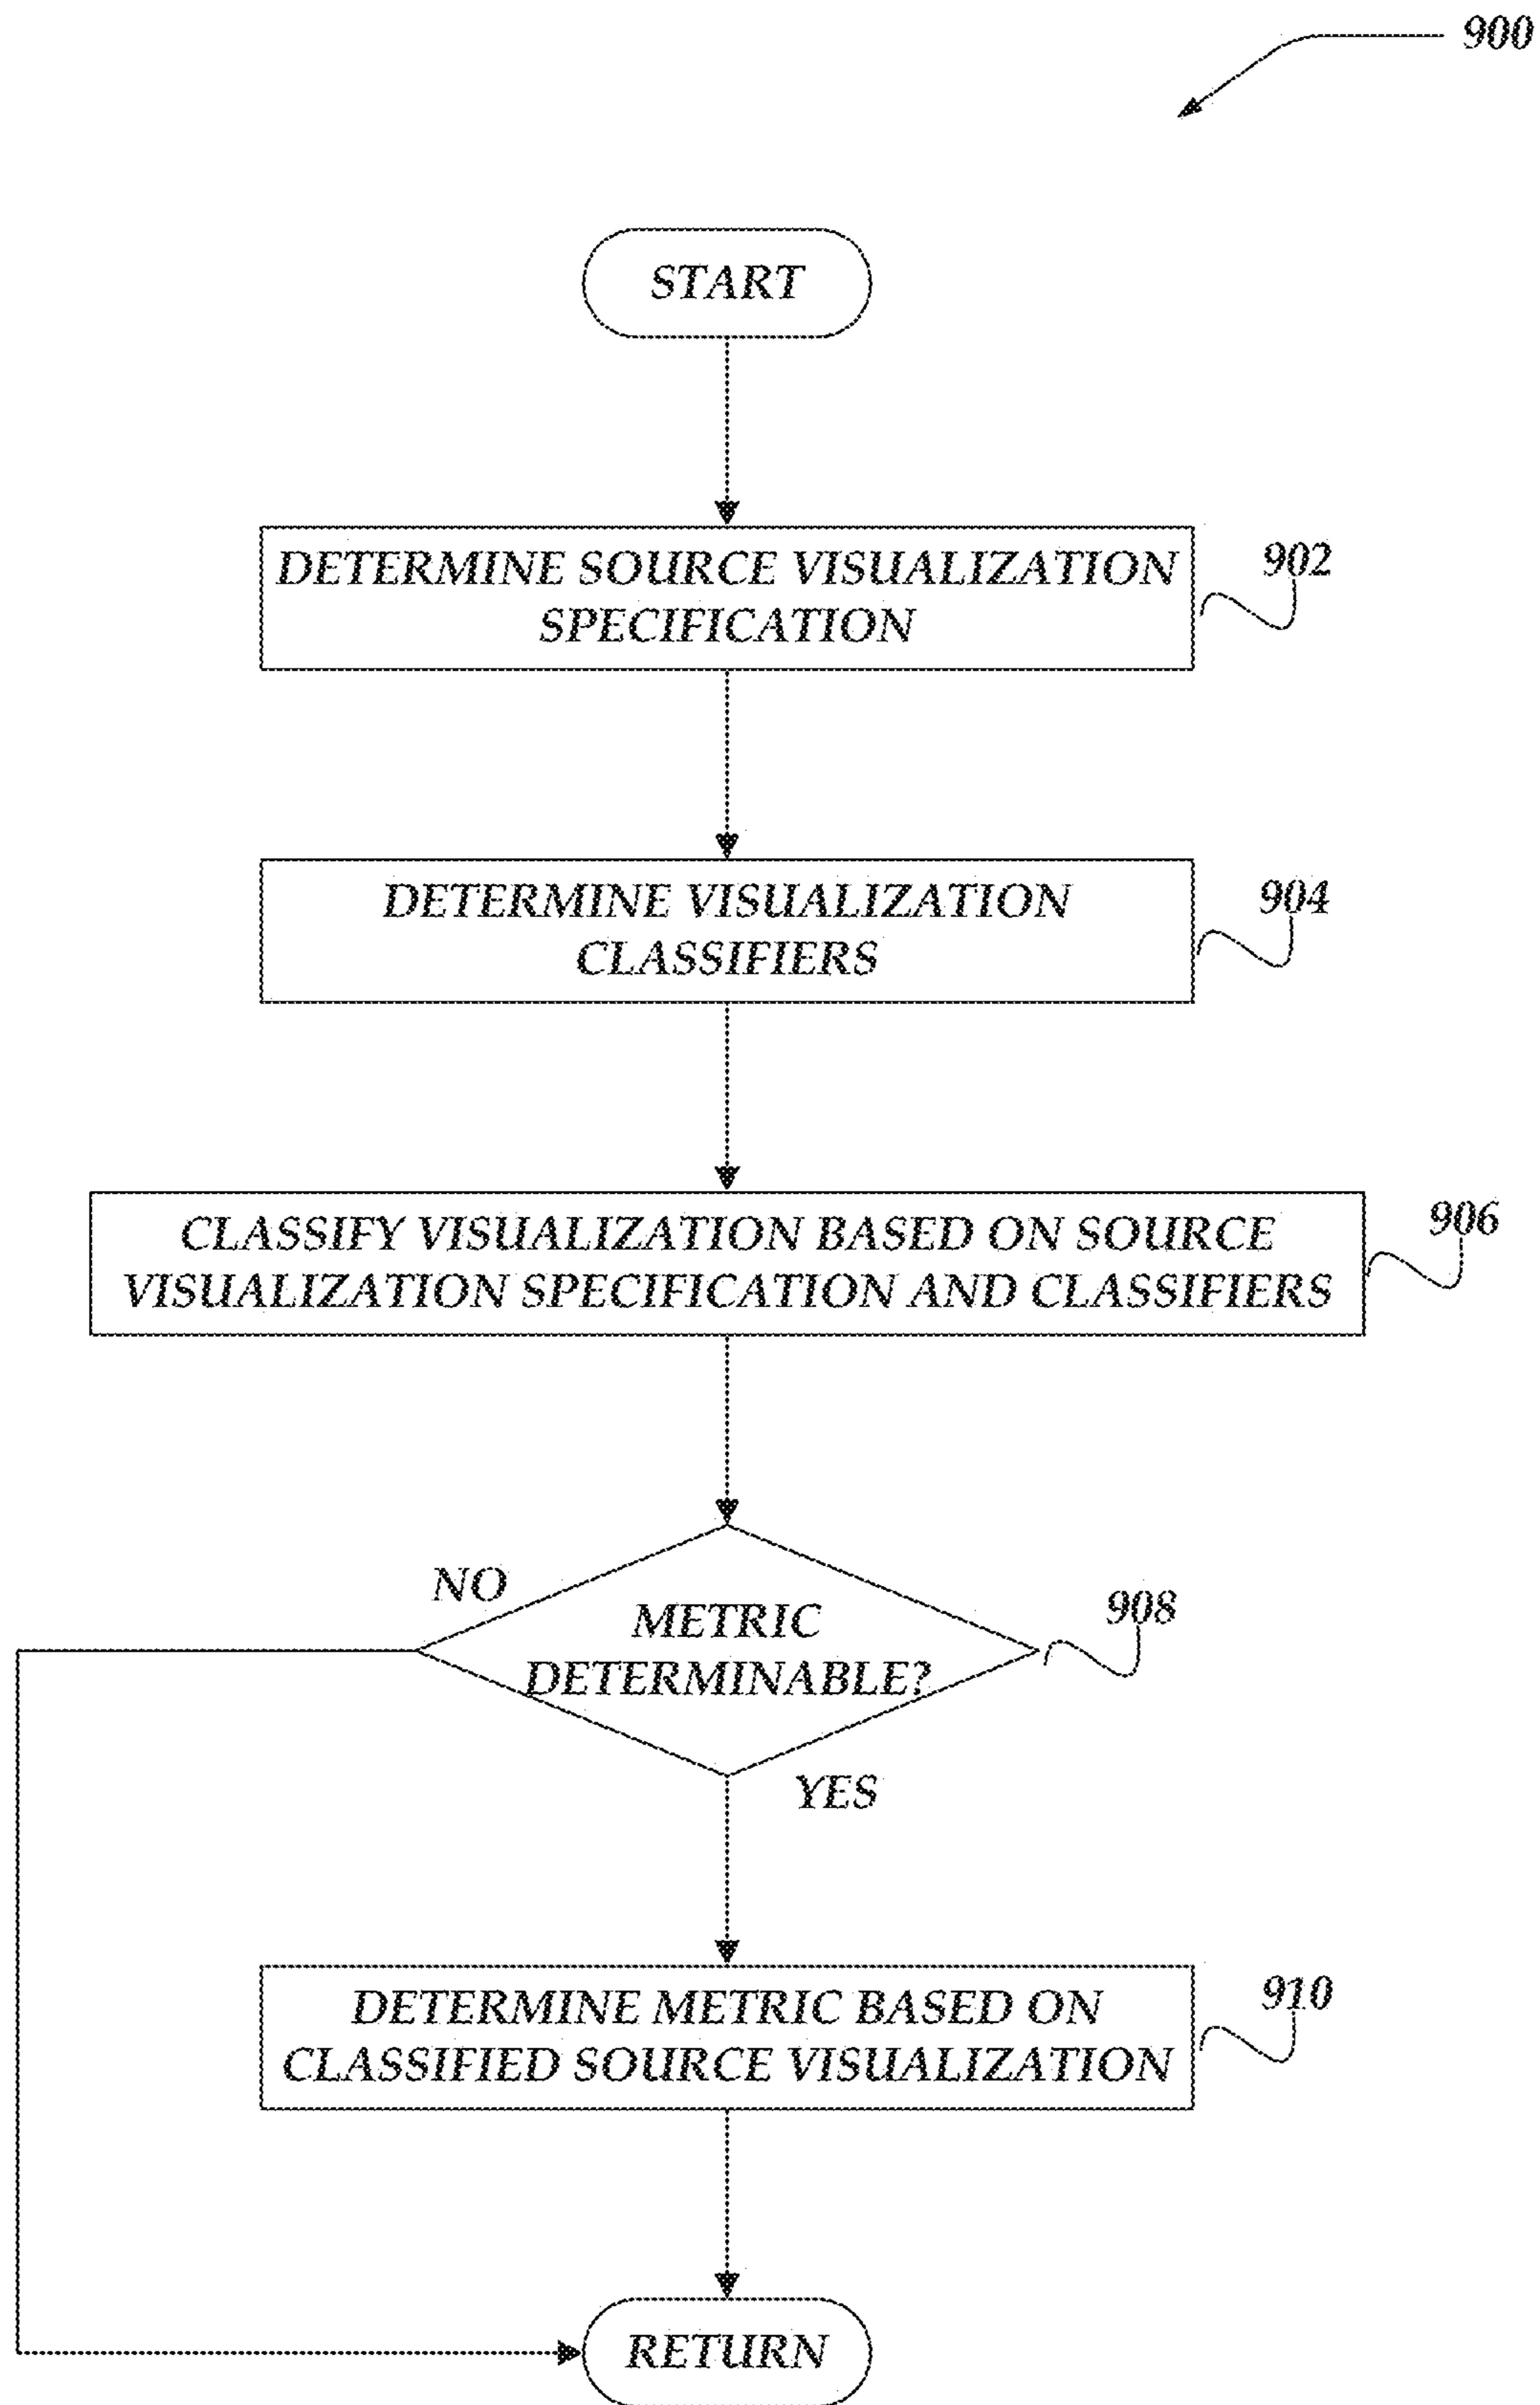 900
START
DETERMINE SOURCE VISUALIZATION
SPECIFICATION
902
DETERMINE VISUALIZATION
CLASSIFIERS
904
CLASSIFY VISUALIZATION BASED ON SOURCE
VISUALIZATION SPECIFICATION AND CLASSIFIERS
906
NO
METRIC
DETERMINABLE?
908
YES
DETERMINE METRIC BASED ON
CLASSIFIED SOURCE VISUALIZATION
910
RETURN